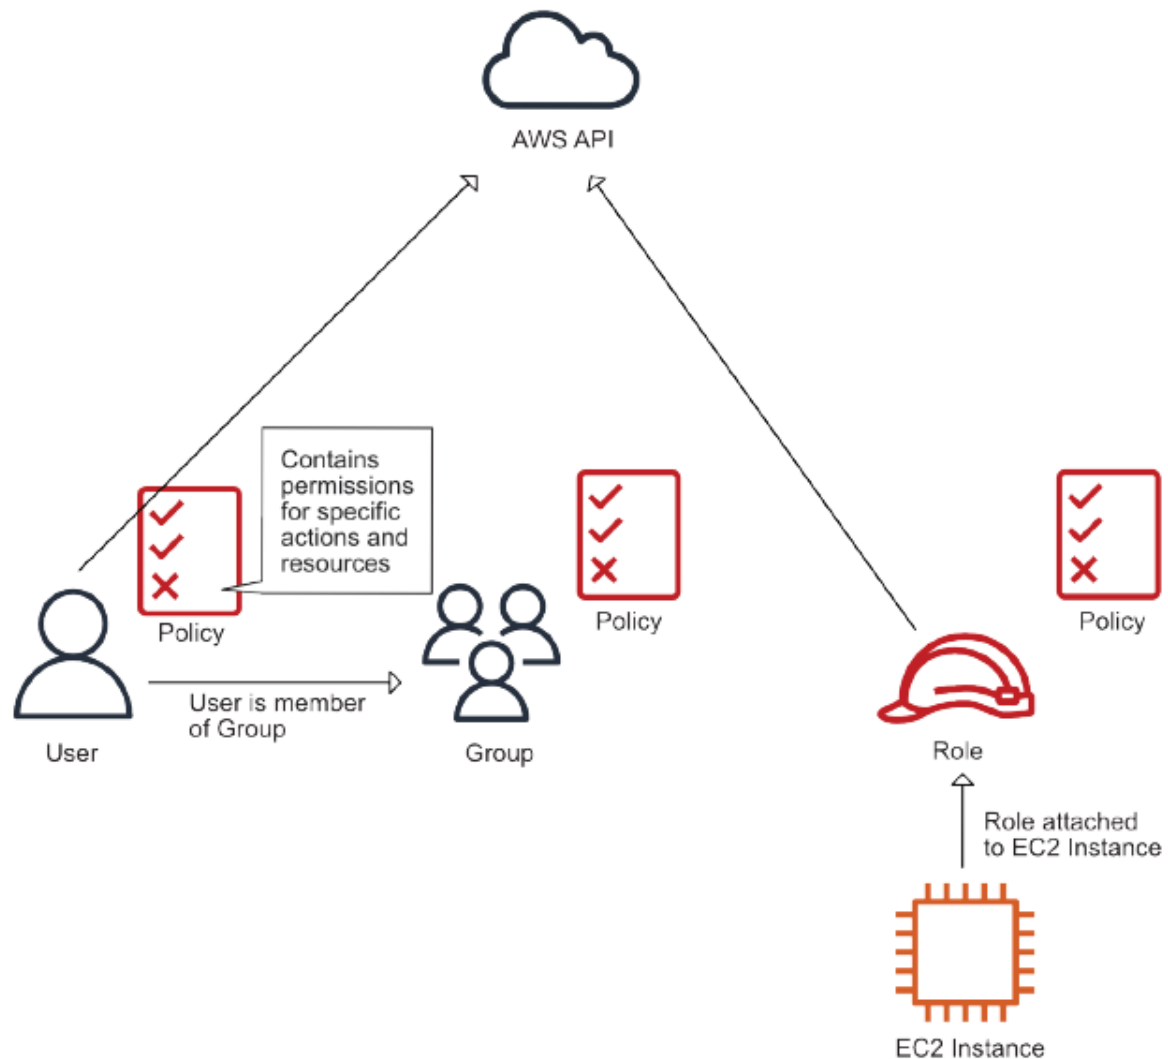 AWS API
Contains
permissions
for specific
actions and
resources
Policy
Policy
Policy
User is member
of Group
User
Group
Role
Role attached
to EC2 Instance
EC2 Instance